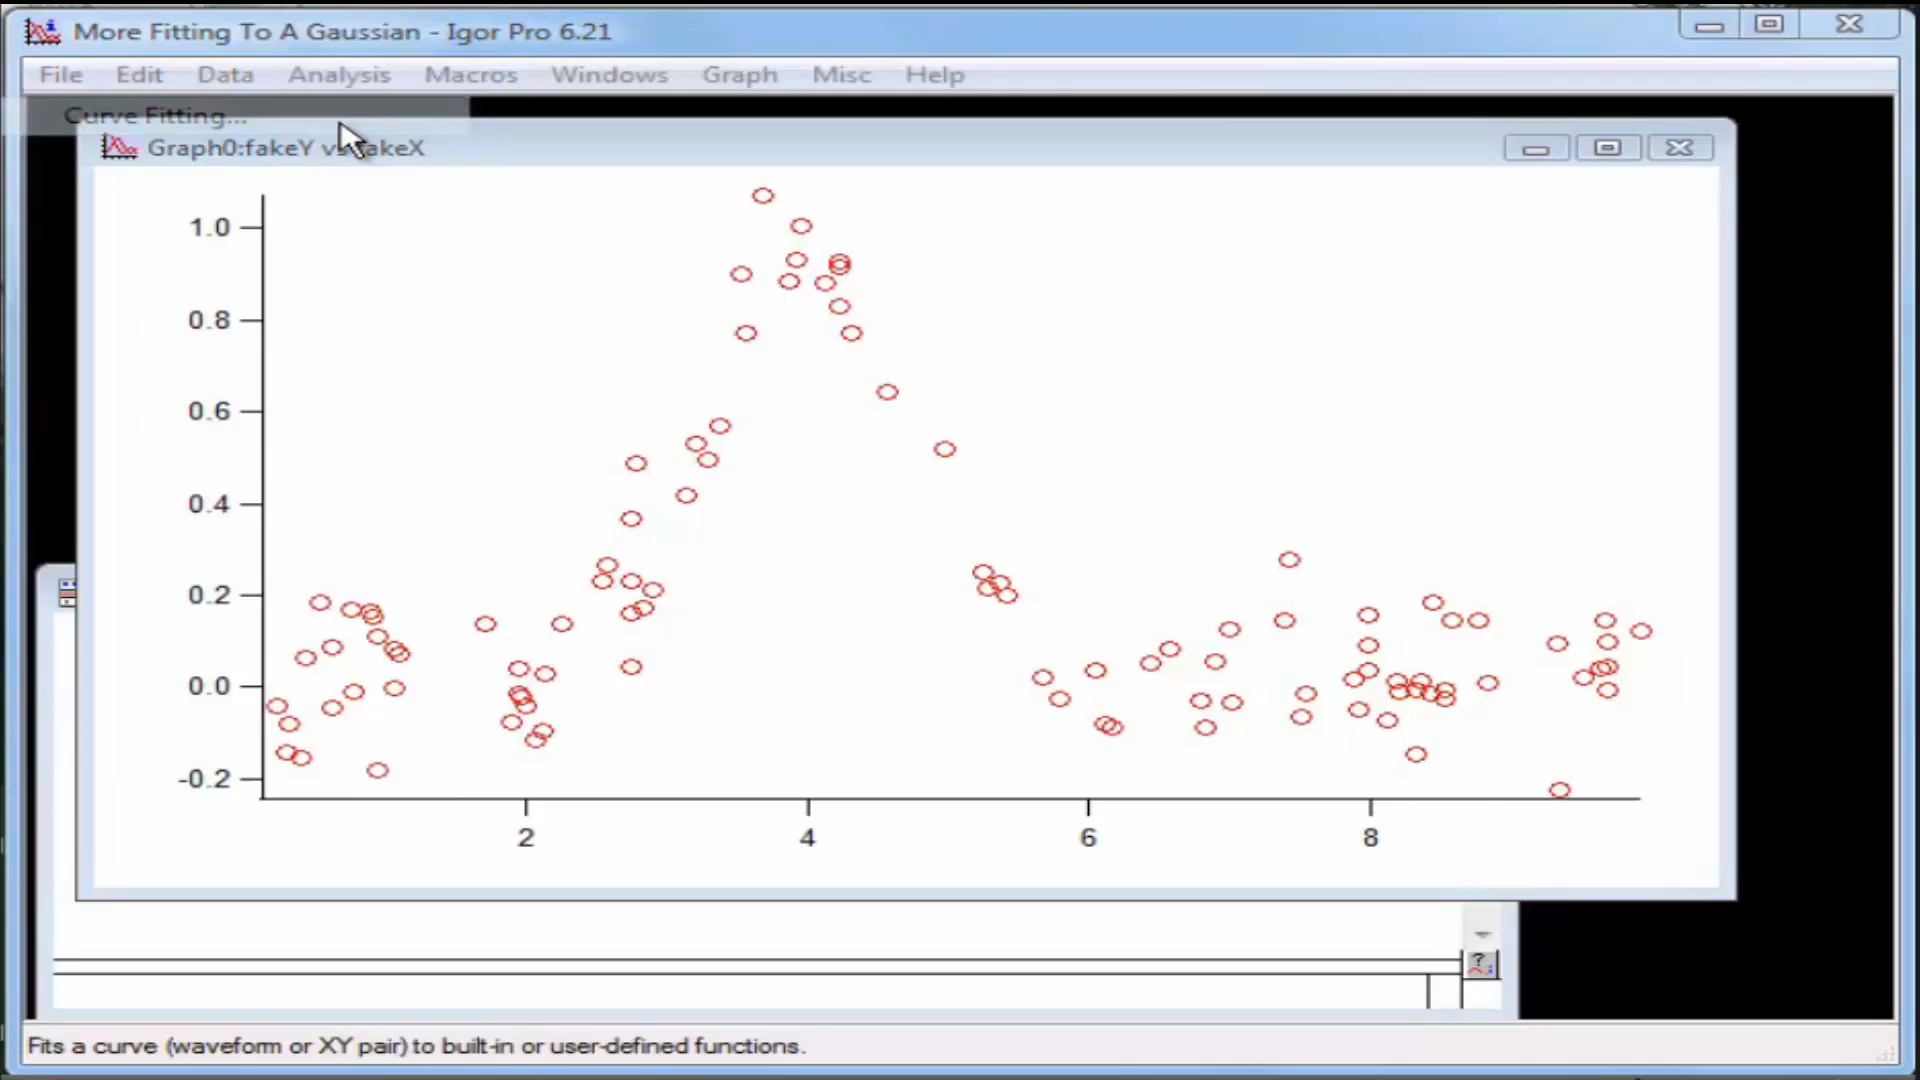 More Fitting To A Gaussian - Igor Pro 6.21
File Edit Data Analysis Macros Windows Graph Misc Help
Curve Fitting...
Graph0:fakeY vs fakeX
1.0
0.8
0.6
0.4
0.2
0.0
-0.2
2 4 6 8
?
Fits a curve (waveform or XY pair) to built-in or user-defined functions.